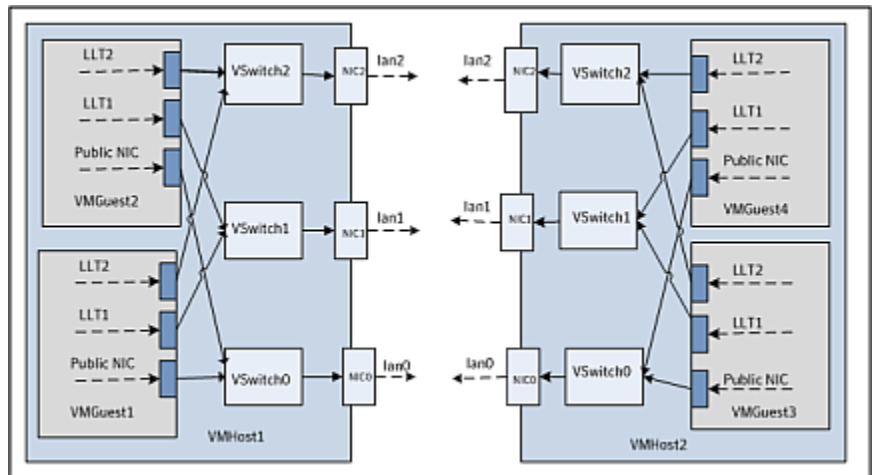 LLT2
LLT1
Public NIC
VMGuest2
LLT2
LLT1
Public NIC
VMGuest1
VSwitch2
VSwitch1
VSwitch0
NIC2
NIC1
NIC0
lan2
lan1
lan0
VMHost1
lan2
lan1
lan0
NIC2
NIC1
NIC0
VSwitch2
VSwitch1
VSwitch0
LLT2
LLT1
Public NIC
VMGuest4
LLT2
LLT1
Public NIC
VMGuest3
VMHost2